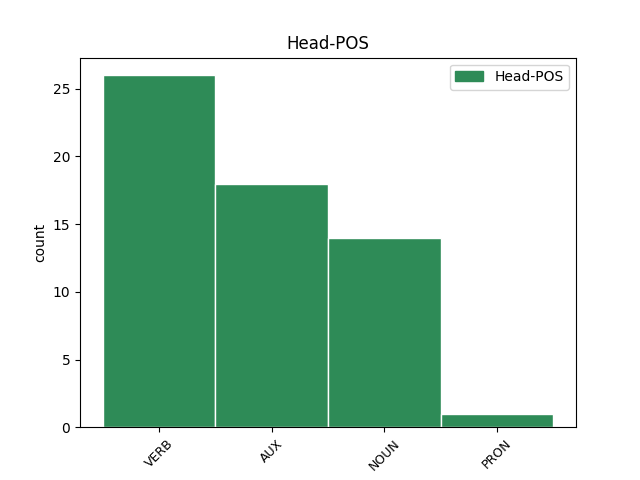 Head-POS
Head-POS
count
25
20
15
10
5
0
VERB
AUX
NOUN
PRON